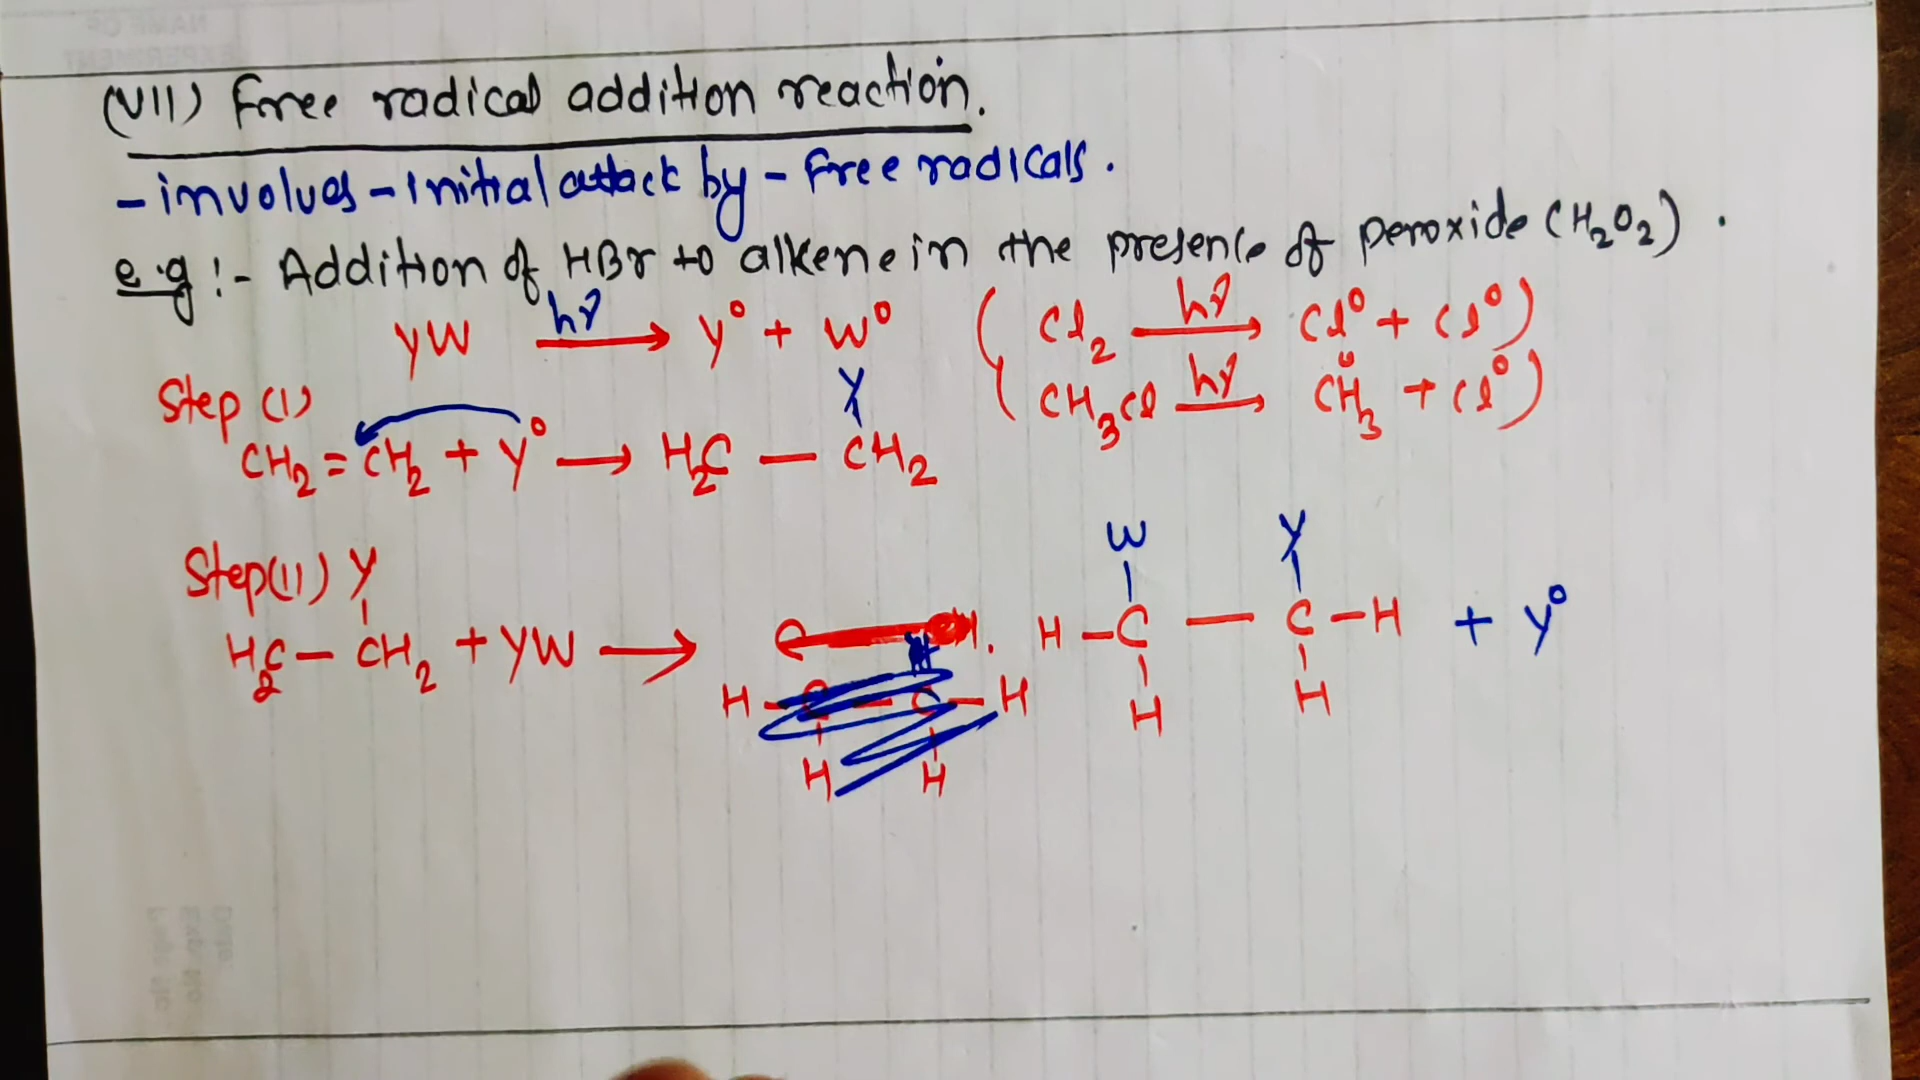 (VII) Free radical addition reaction.
- involves - Initial attack by - Free radicals.
e.g :- Addition of HBr to alkene in the presence of peroxide (H2O2).
YW hν → Y° + W° ( Cl2 hν → Cl° + Cl° )
Step (I) Y ( CH3Cl hν → CH3° + Cl° )
CH2 = CH2 + Y° → H2C — CH2
Step (II) Y W Y
H2C — CH2 + YW → H — C — C — H + Y°
H H
H C C H
H H